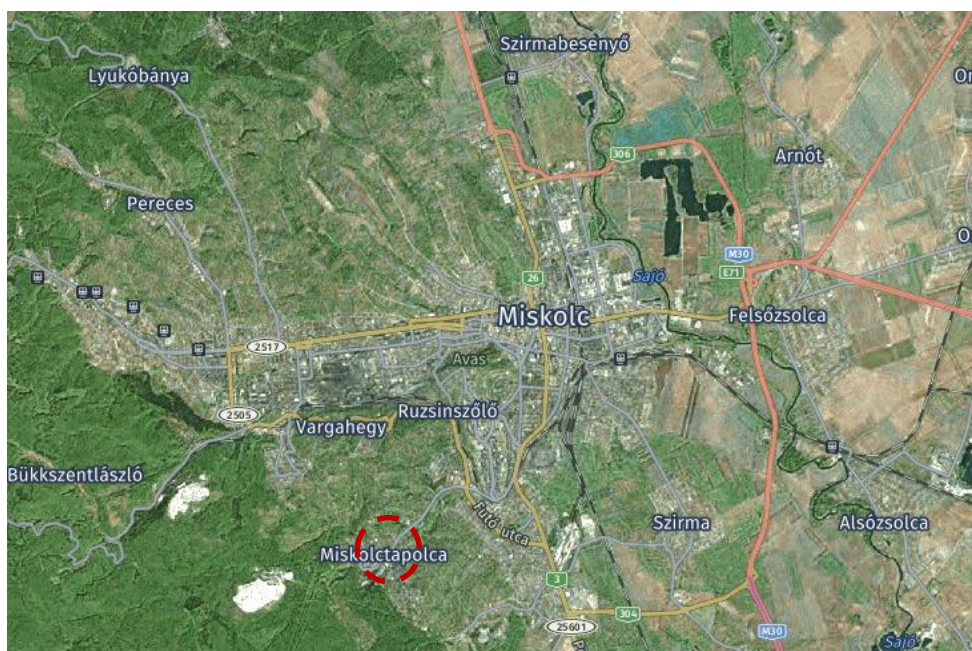 Szirmabesenyő
Lyukóbánya
306
Arnót
Pereces
M30
E71
26
Sajó
Miskolc
Felsőzsolca
2517
Avas
2505
Ruzsinszőlő
Vargahegy
Bükkszentlászló
Futó utca
Szirma
Alsózsolca
Miskolctapolca
3
304
25601
M30
Sajó